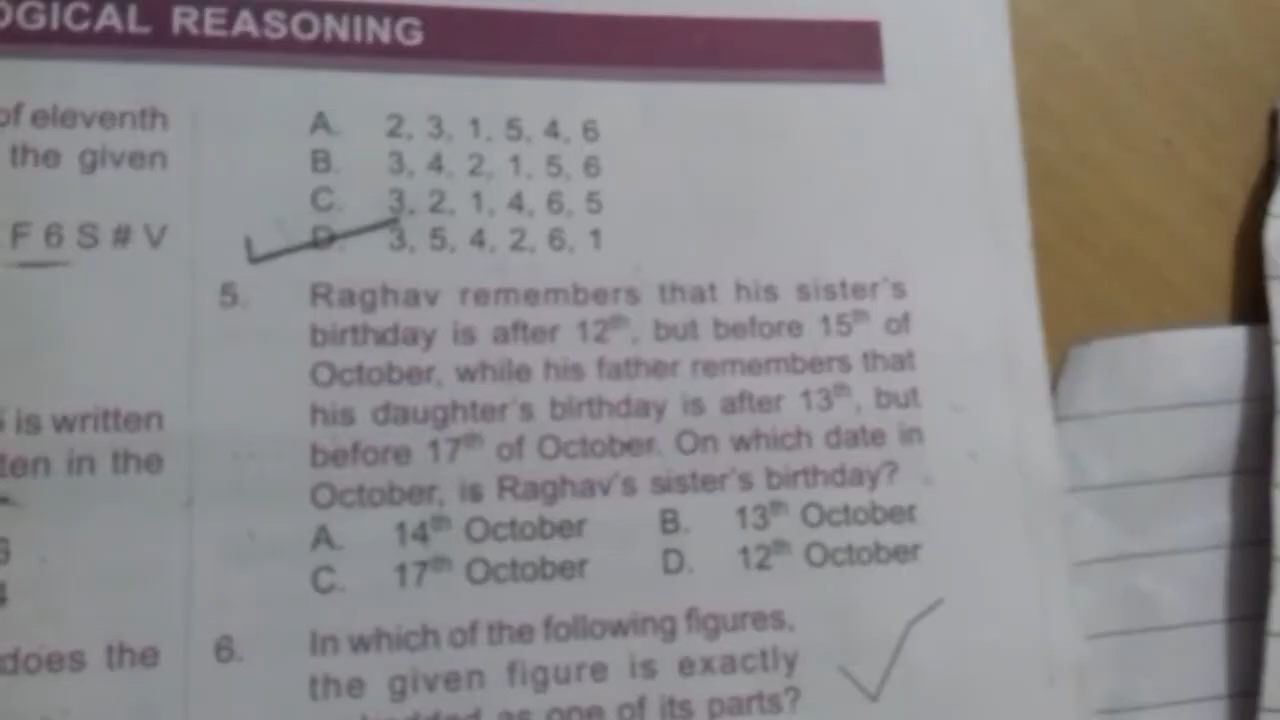 OGICAL REASONING
of eleventh
the given
F 6 S # V
is written
ten in the
does the
A. 2, 3, 1, 5, 4, 6
B. 3, 4, 2, 1, 5, 6
C. 3, 2, 1, 4, 6, 5
D. 3, 5, 4, 2, 6, 1
5. Raghav remembers that his sister's
birthday is after 12th, but before 15th of
October, while his father remembers that
his daughter's birthday is after 13th, but
before 17th of October. On which date in
October, is Raghav's sister's birthday?
A. 14th October B. 13th October
C. 17th October D. 12th October
6. In which of the following figures,
the given figure is exactly
as one of its parts?